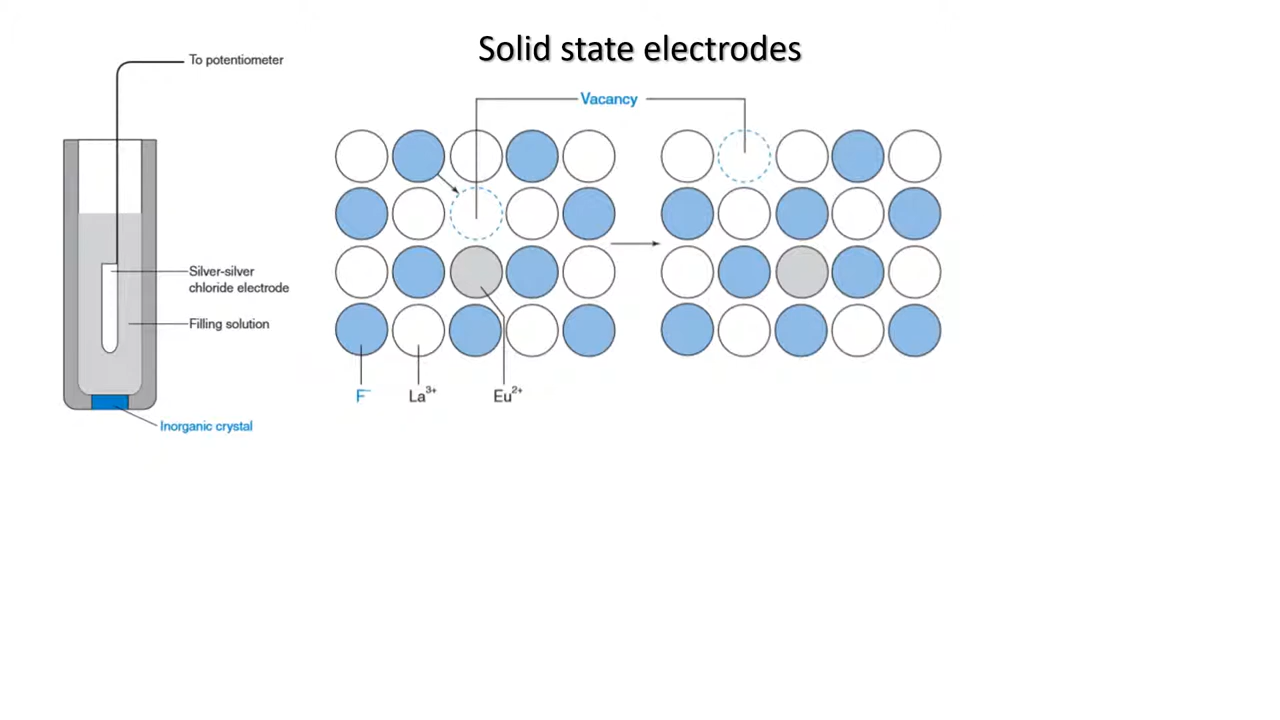 Solid state electrodes
To potentiometer
Vacancy
Silver-silver
chloride electrode
Filling solution
F⁻
La³⁺
Eu²⁺
Inorganic crystal